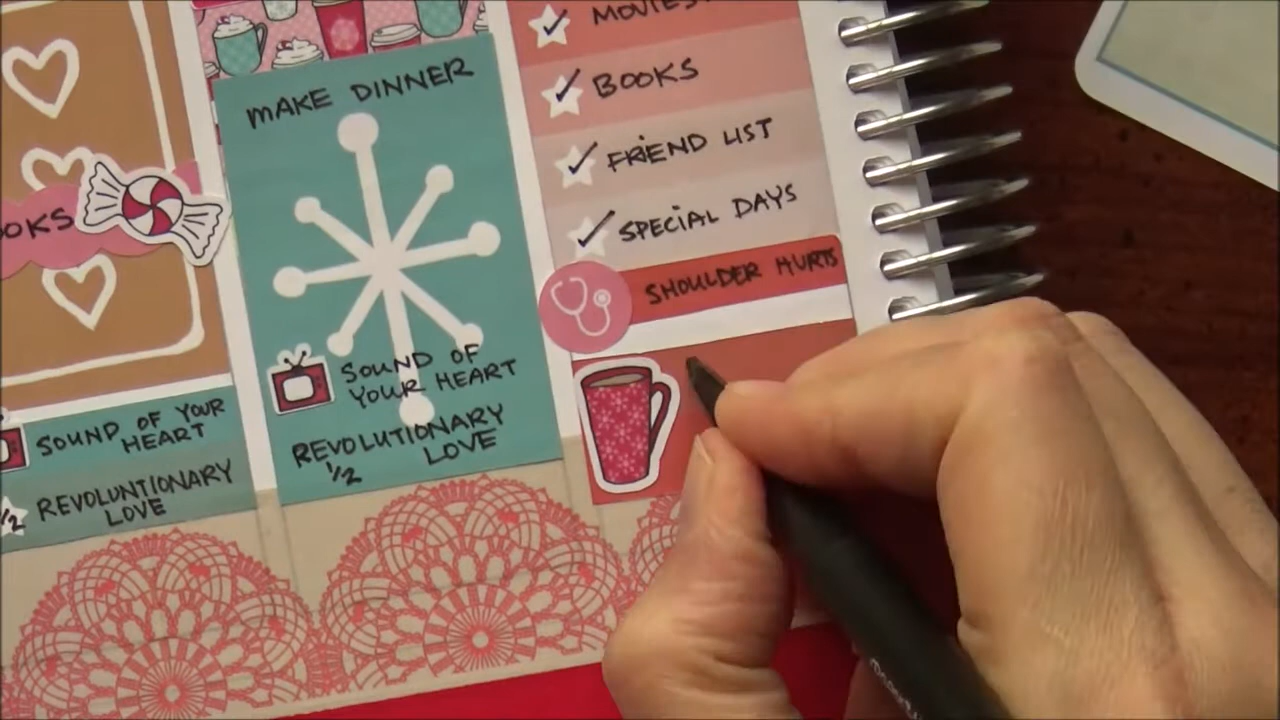 OKS
SOUND OF YOUR
HEART
1/2 REVOLUNTIONARY
LOVE
MAKE DINNER
SOUND OF
YOUR HEART
REVOLUTIONARY
1/2 LOVE
MOVIES
BOOKS
FRIEND LIST
SPECIAL DAYS
SHOULDER HURTS